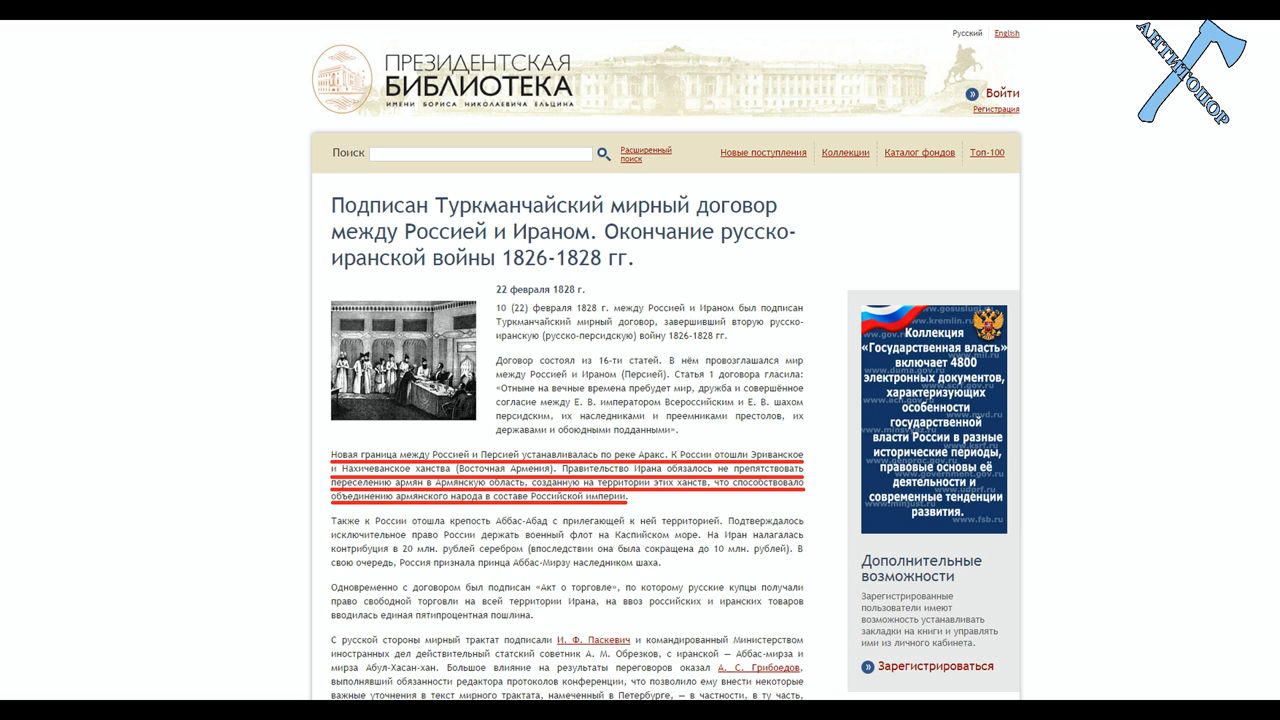 Русский English
АНТИТОПОР
ПРЕЗИДЕНТСКАЯ
БИБЛИОТЕКА
ИМЕНИ БОРИСА НИКОЛАЕВИЧА ЕЛЬЦИНА
Войти
Регистрация
Поиск
Расширенный
поиск
Новые поступления Коллекции Каталог фондов Топ-100
Подписан Туркманчайский мирный договор
между Россией и Ираном. Окончание русско-
иранской войны 1826-1828 гг.
22 февраля 1828 г.
10 (22) февраля 1828 г. между Россией и Ираном был подписан
Туркманчайский мирный договор, завершивший вторую русско-
иранскую (русско-персидскую) войну 1826-1828 гг.
Договор состоял из 16-ти статей. В нём провозглашался мир
между Россией и Ираном (Персией). Статья 1 договора гласила:
«Отныне на вечные времена пребудет мир, дружба и совершённое
согласие между Е. В. императором Всероссийским и Е. В. шахом
персидским, их наследниками и преемниками престолов, их
державами и обоюдными подданными».
Новая граница между Россией и Персией устанавливалась по реке Аракс. К России отошли Эриванское
и Нахичеванское ханства (Восточная Армения). Правительство Ирана обязалось не препятствовать
переселению армян в Армянскую область, созданную на территории этих ханств, что способствовало
объединению армянского народа в составе Российской империи.
Также к России отошла крепость Аббас-Абад с прилегающей к ней территорией. Подтверждалось
исключительное право России держать военный флот на Каспийском море. На Иран налагалась
контрибуция в 20 млн. рублей серебром (впоследствии она была сокращена до 10 млн. рублей). В
свою очередь, Россия признала принца Аббас-Мирзу наследником шаха.
Одновременно с договором был подписан «Акт о торговле», по которому русские купцы получали
право свободной торговли на всей территории Ирана, на ввоз российских и иранских товаров
вводилась единая пятипроцентная пошлина.
С русской стороны мирный трактат подписали И. Ф. Паскевич и командированный Министерством
иностранных дел действительный статский советник А. М. Обрезков, с иранской — Аббас-мирза и
мирза Абул-Хасан-хан. Большое влияние на результаты переговоров оказал А. С. Грибоедов,
выполнявший обязанности редактора протоколов конференции, что позволило ему внести некоторые
важные уточнения в текст мирного трактата, намеченный в Петербурге, — в частности, в ту часть,
Коллекция
«Государственная власть»
включает 4800
электронных документов,
характеризующих
особенности
государственной
власти России в разные
исторические периоды,
правовые основы её
деятельности и
современные тенденции
развития.
www.fsb.ru
Дополнительные
возможности
Зарегистрированные
пользователи имеют
возможность устанавливать
закладки на книги и управлять
ими из личного кабинета.
Зарегистрироваться